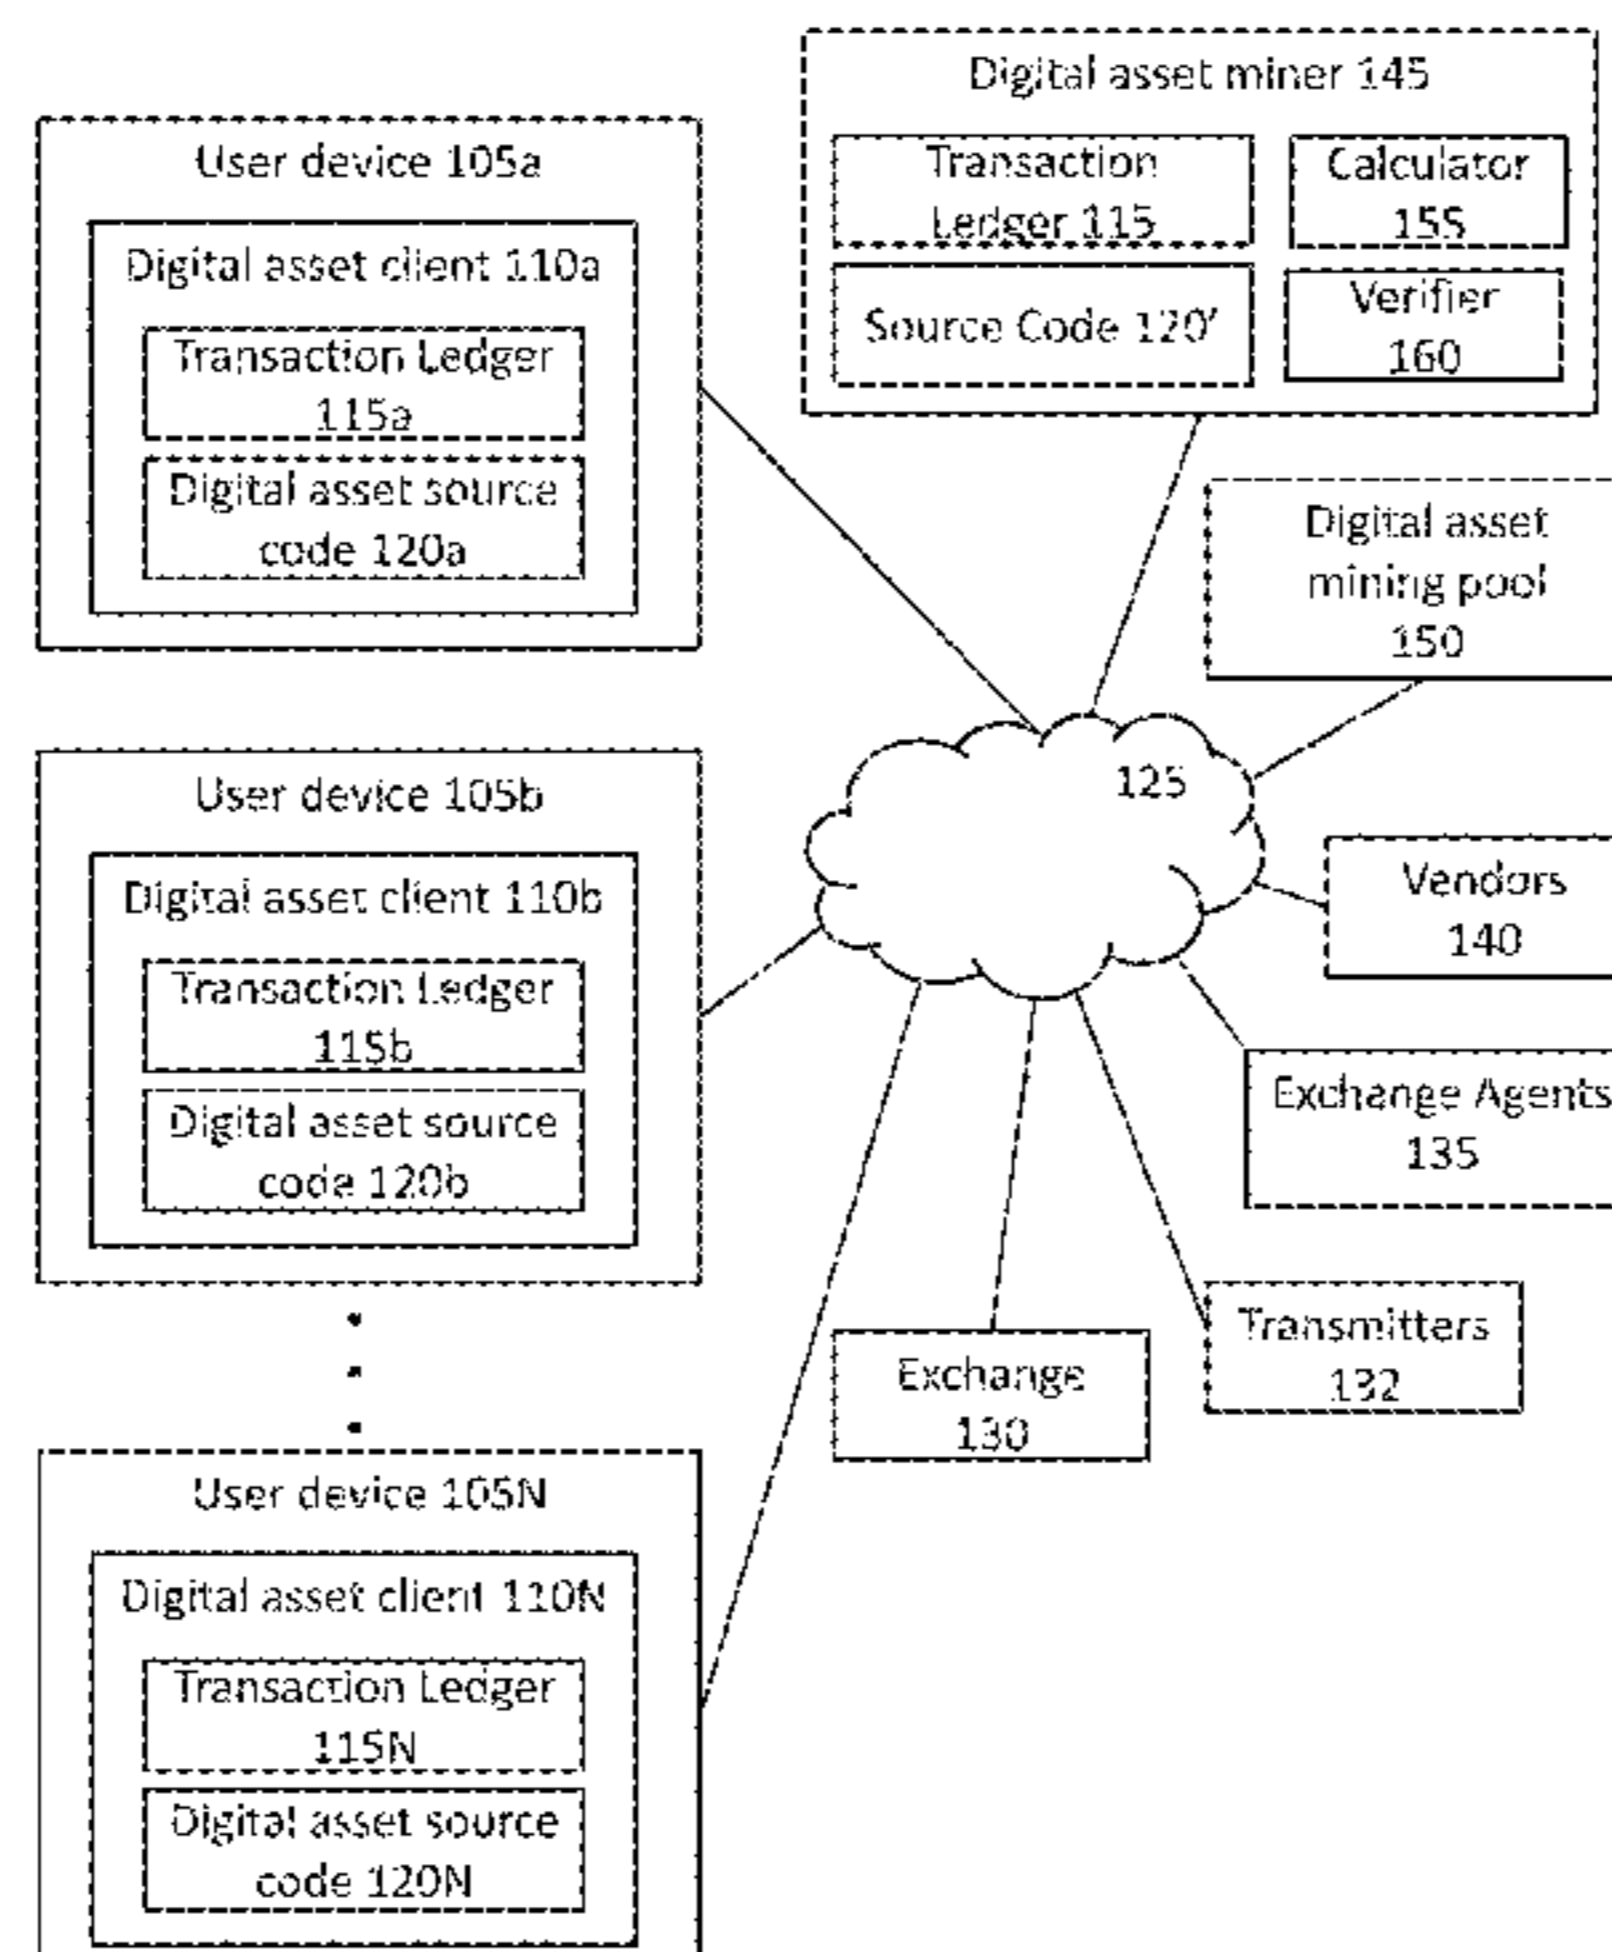 User device 105a
Digital asset client 110a
Transaction Ledger
115a
Digital asset source
code 120a
Digital asset miner 145
Transaction
Ledger 115
Calculator
155
Source Code 120'
Verifier
160
Digital asset
mining pool
150
125
User device 105b
Digital asset client 110b
Transaction Ledger
115b
Digital asset source
code 120b
Vendors
140
Exchange Agents
135
Transmitters
132
Exchange
130
User device 105N
Digital asset client 110N
Transaction Ledger
115N
Digital asset source
code 120N